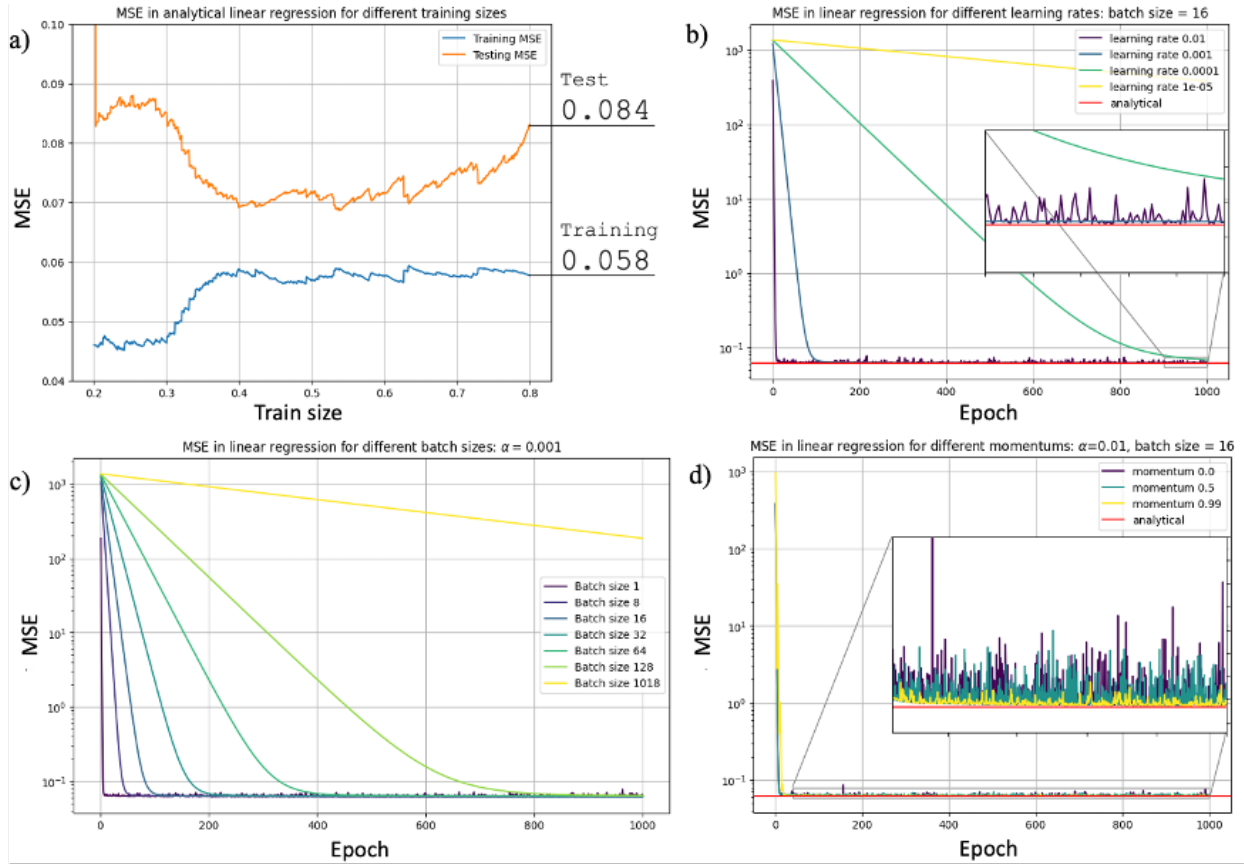 a)
MSE in analytical linear regression for different training sizes
Training MSE
Testing MSE
Test
0.084
Training
0.058
MSE
0.10
0.09
0.08
0.07
0.06
0.05
0.04
0.2 0.3 0.4 0.5 0.6 0.7 0.8
Train size
b)
MSE in linear regression for different learning rates: batch size = 16
learning rate 0.01
learning rate 0.001
learning rate 0.0001
learning rate 1e-05
analytical
MSE
10³
10²
10¹
10⁰
10⁻¹
0 200 400 600 800 1000
Epoch
c)
MSE in linear regression for different batch sizes: α = 0.001
Batch size 1
Batch size 8
Batch size 16
Batch size 32
Batch size 64
Batch size 128
Batch size 1018
MSE
10³
10²
10¹
10⁰
10⁻¹
0 200 400 600 800 1000
Epoch
d)
MSE in linear regression for different momentums: α=0.01, batch size = 16
momentum 0.0
momentum 0.5
momentum 0.99
analytical
MSE
10³
10²
10¹
10⁰
10⁻¹
0 200 400 600 800 1000
Epoch